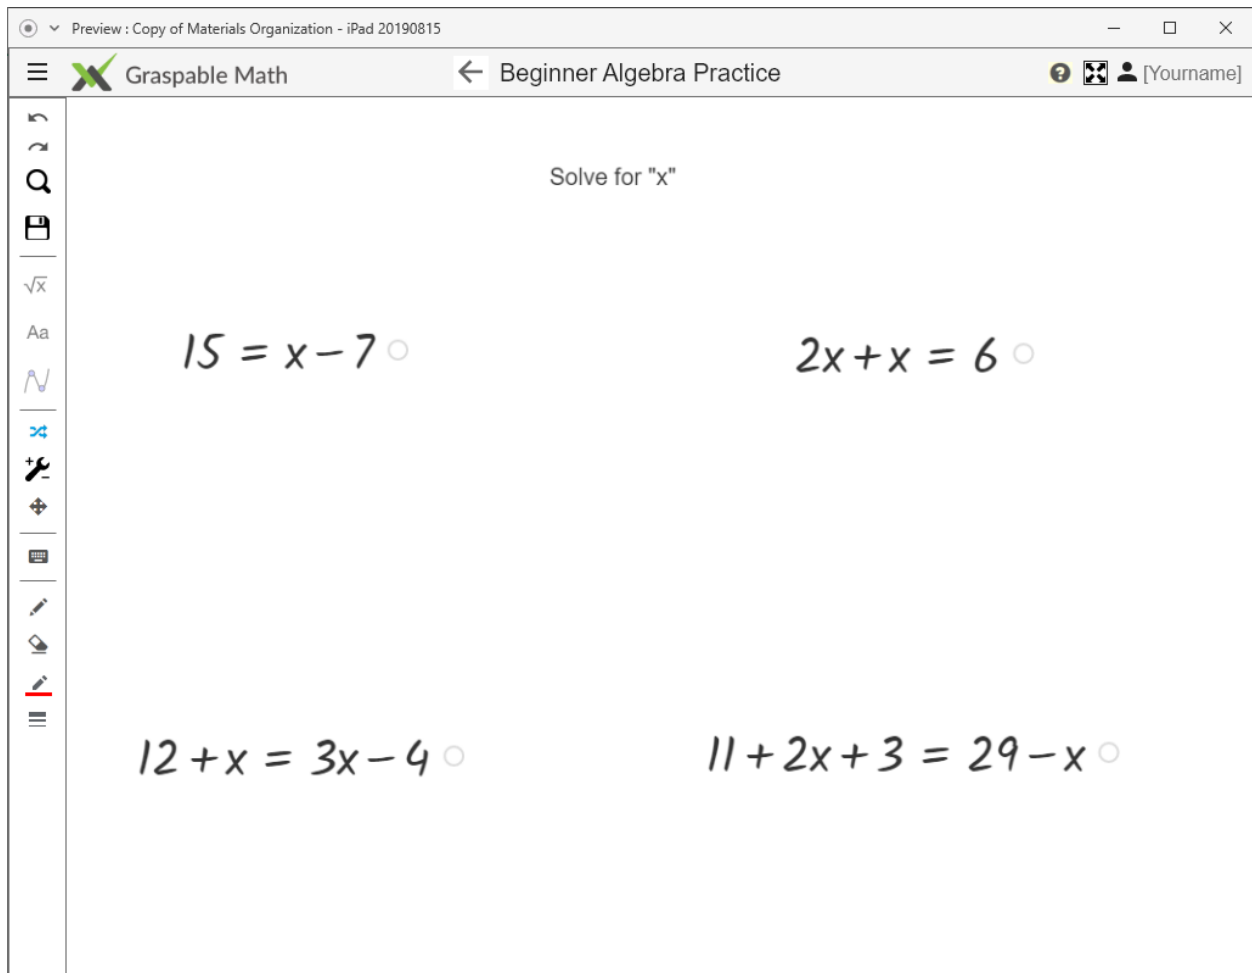 Preview : Copy of Materials Organization - iPad 20190815
Graspable Math
Beginner Algebra Practice
[Yourname]
Solve for "x"
√x
Aa
15 = x − 7
2x + x = 6
12 + x = 3x − 4
11 + 2x + 3 = 29 − x